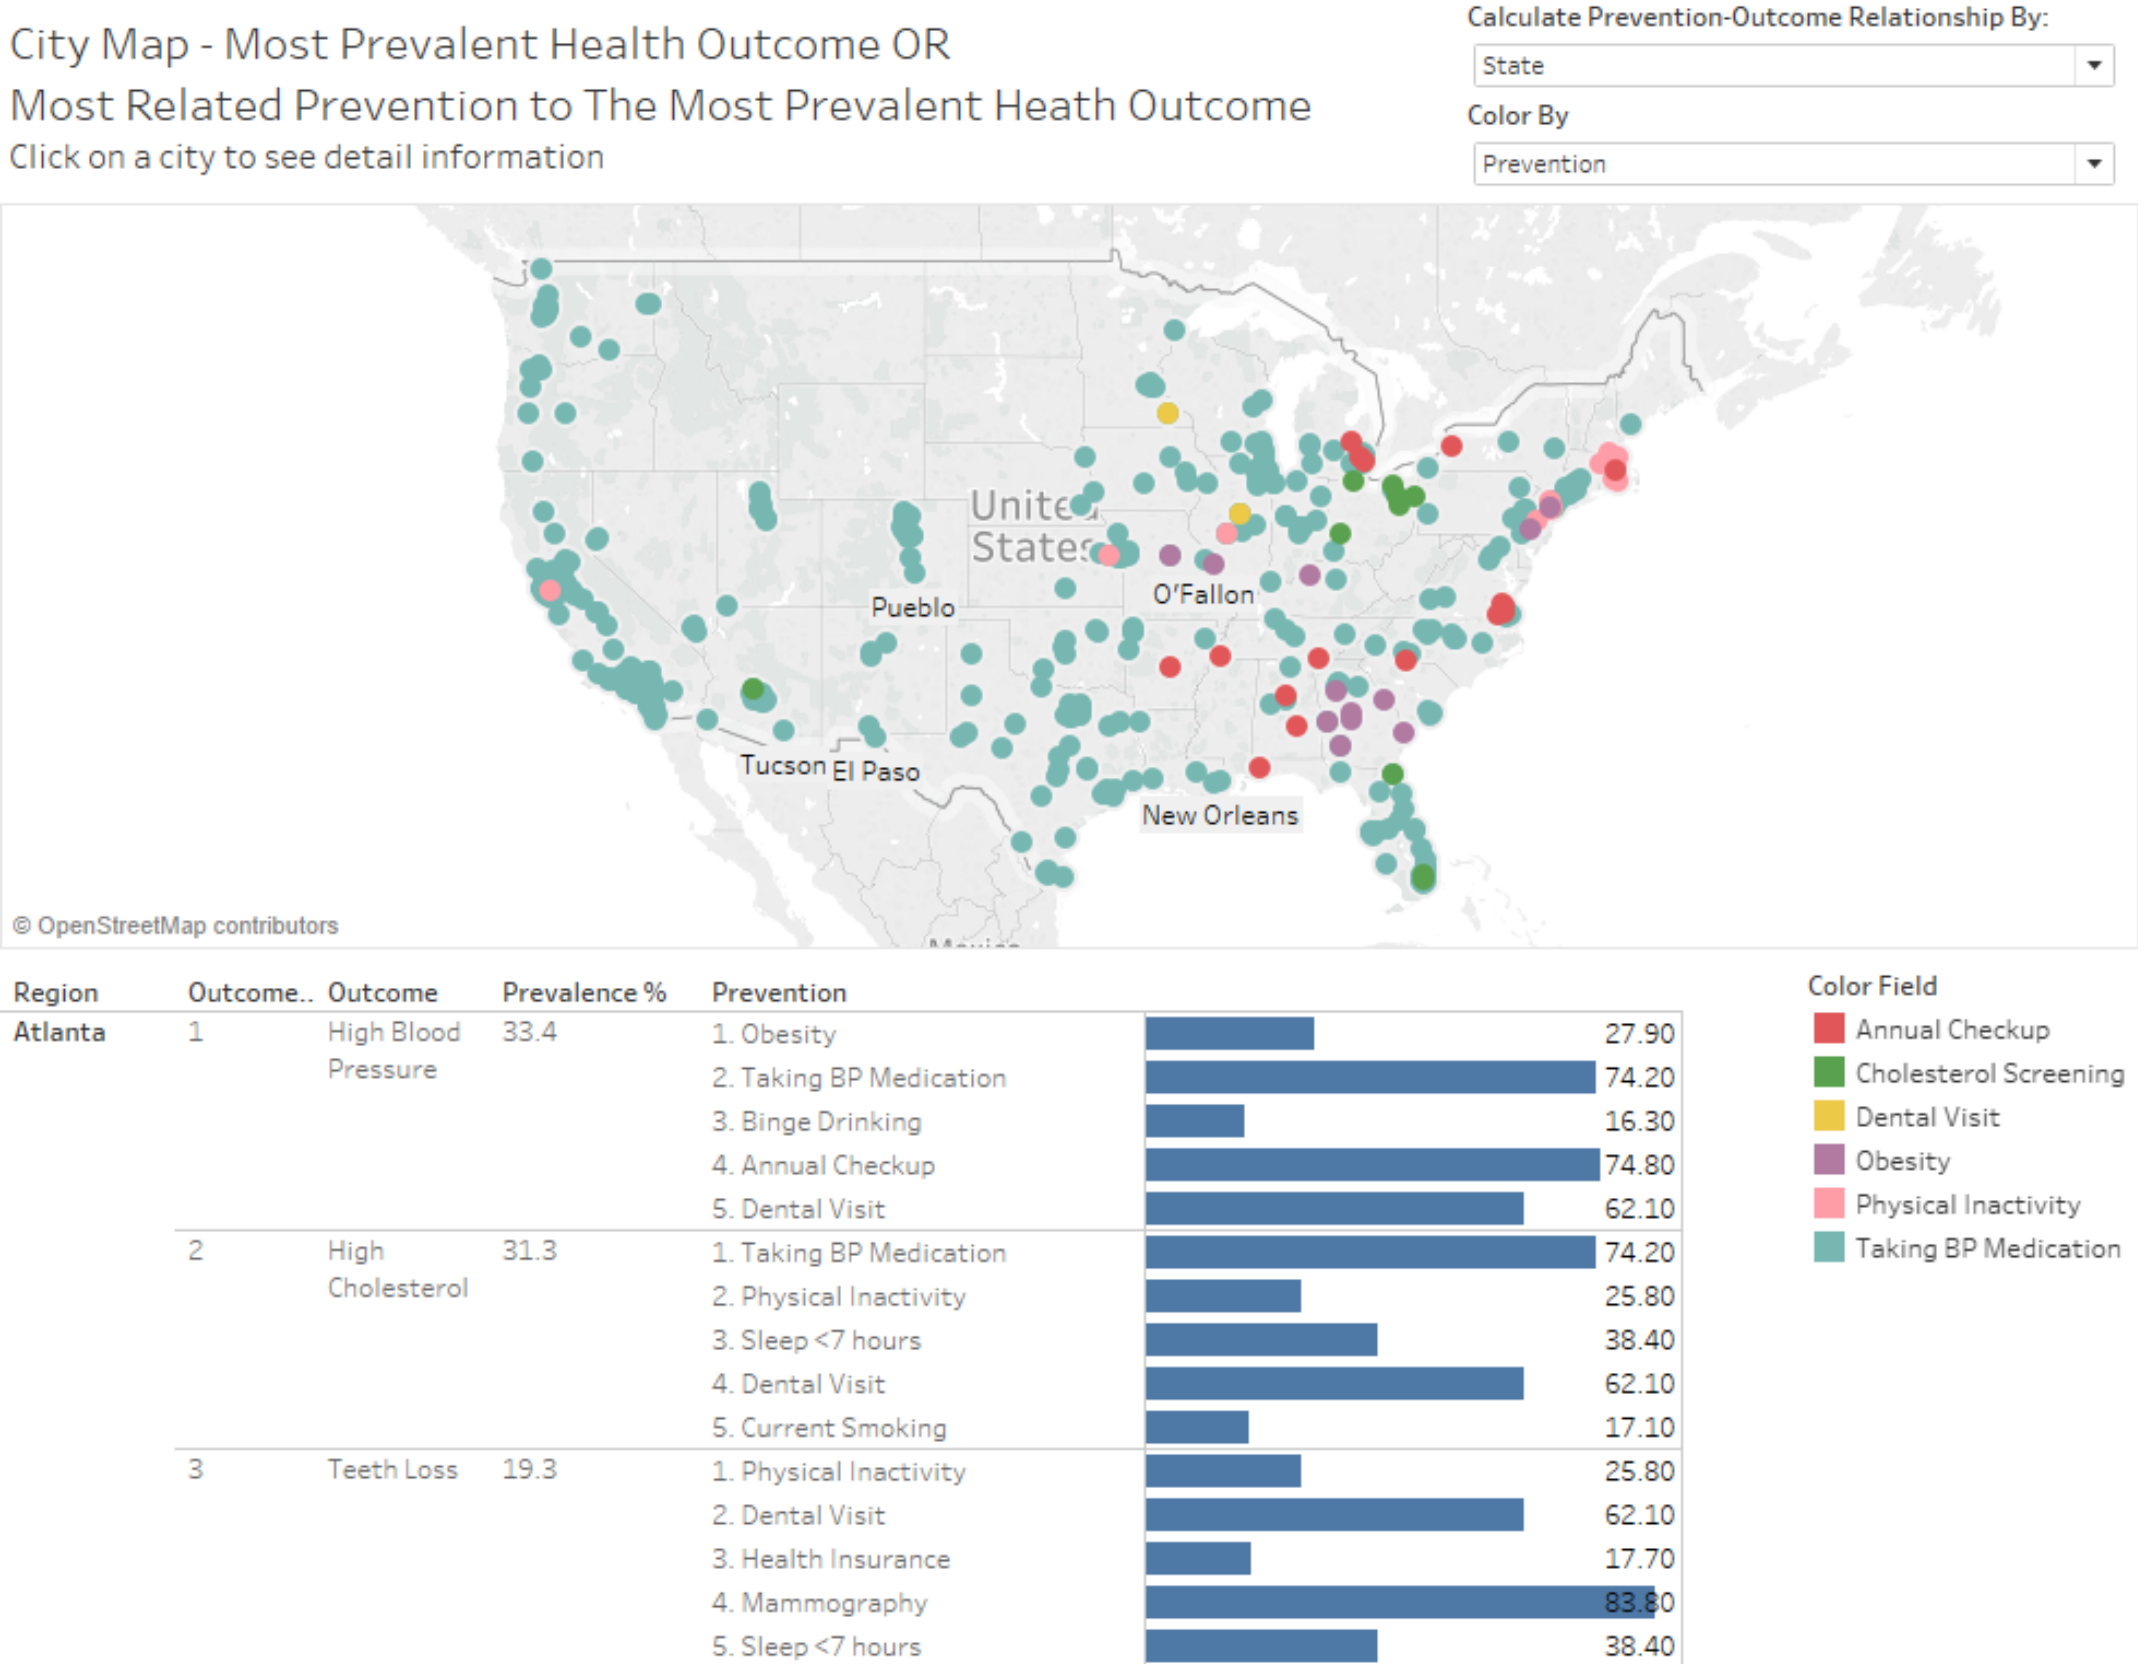 City Map - Most Prevalent Health Outcome OR
Most Related Prevention to The Most Prevalent Heath Outcome
Click on a city to see detail information
Calculate Prevention-Outcome Relationship By:
State
Color By
Prevention
United
States
Pueblo
O'Fallon
Tucson
El Paso
New Orleans
© OpenStreetMap contributors
Mexico
Region Outcome.. Outcome Prevalence % Prevention
Atlanta 1 High Blood 33.4 1. Obesity 27.90
Pressure
2. Taking BP Medication 74.20
3. Binge Drinking 16.30
4. Annual Checkup 74.80
5. Dental Visit 62.10
2 High 31.3 1. Taking BP Medication 74.20
Cholesterol
2. Physical Inactivity 25.80
3. Sleep <7 hours 38.40
4. Dental Visit 62.10
5. Current Smoking 17.10
3 Teeth Loss 19.3 1. Physical Inactivity 25.80
2. Dental Visit 62.10
3. Health Insurance 17.70
4. Mammography 83.80
5. Sleep <7 hours 38.40
Color Field
Annual Checkup
Cholesterol Screening
Dental Visit
Obesity
Physical Inactivity
Taking BP Medication